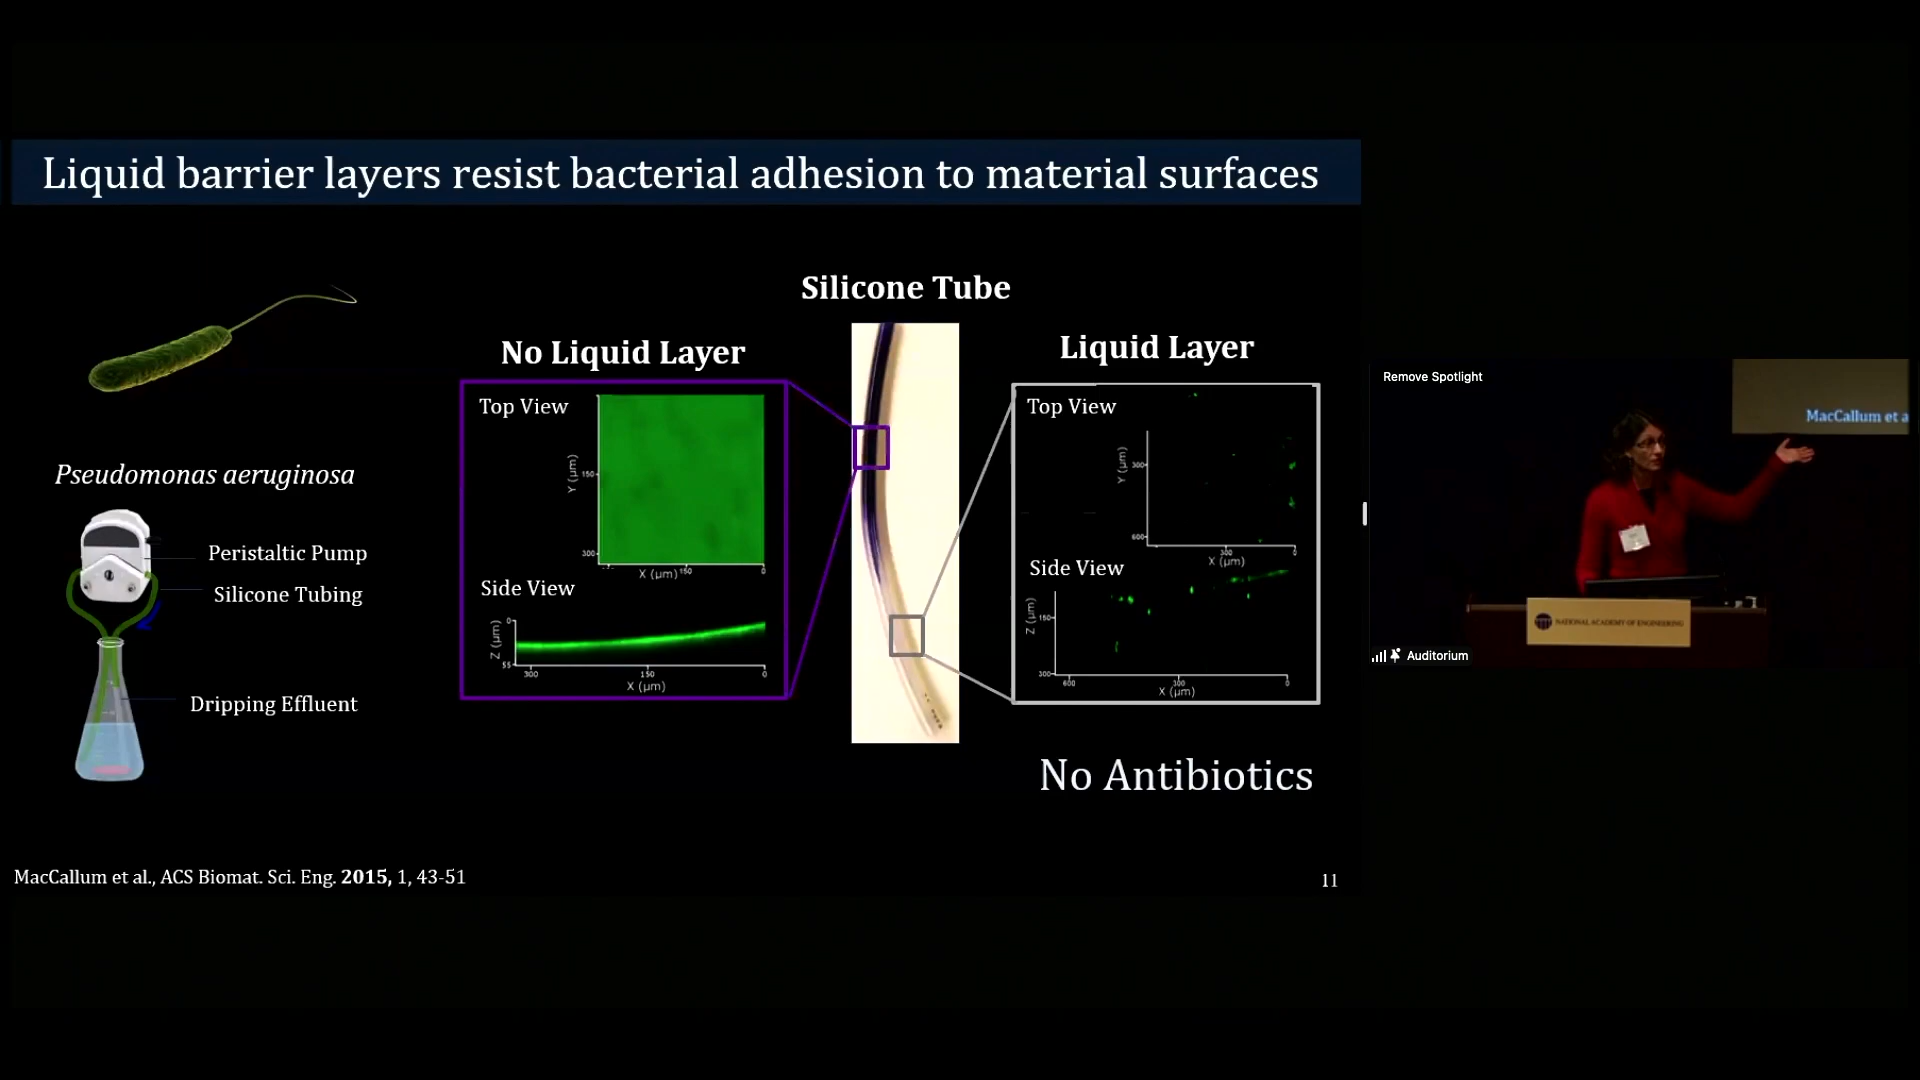 Liquid barrier layers resist bacterial adhesion to material surfaces
Silicone Tube
No Liquid Layer
Liquid Layer
Top View
Y (µm)
150
300
X (µm)
150
0
Side View
Z (µm)
0
55
300
150
0
X (µm)
Top View
Y (µm)
300
600
300
0
X (µm)
Side View
Z (µm)
150
300
600
300
0
X (µm)
Pseudomonas aeruginosa
Peristaltic Pump
Silicone Tubing
Dripping Effluent
No Antibiotics
MacCallum et al., ACS Biomat. Sci. Eng. 2015, 1, 43-51
11
Remove Spotlight
MacCallum et a
NATIONAL ACADEMY OF ENGINEERING
Auditorium